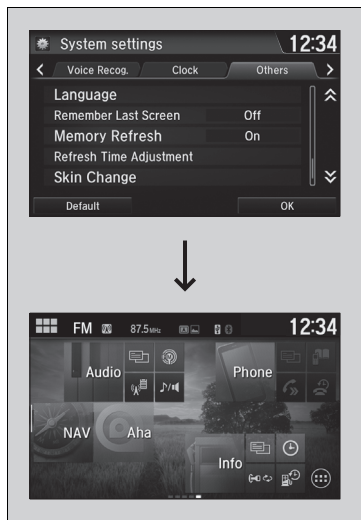 System settings 12:34
Voice Recog. Clock Others
Language
Remember Last Screen Off
Memory Refresh On
Refresh Time Adjustment
Skin Change
Default OK
FM 87.5MHz 12:34
Audio Phone
NAV Aha
Info